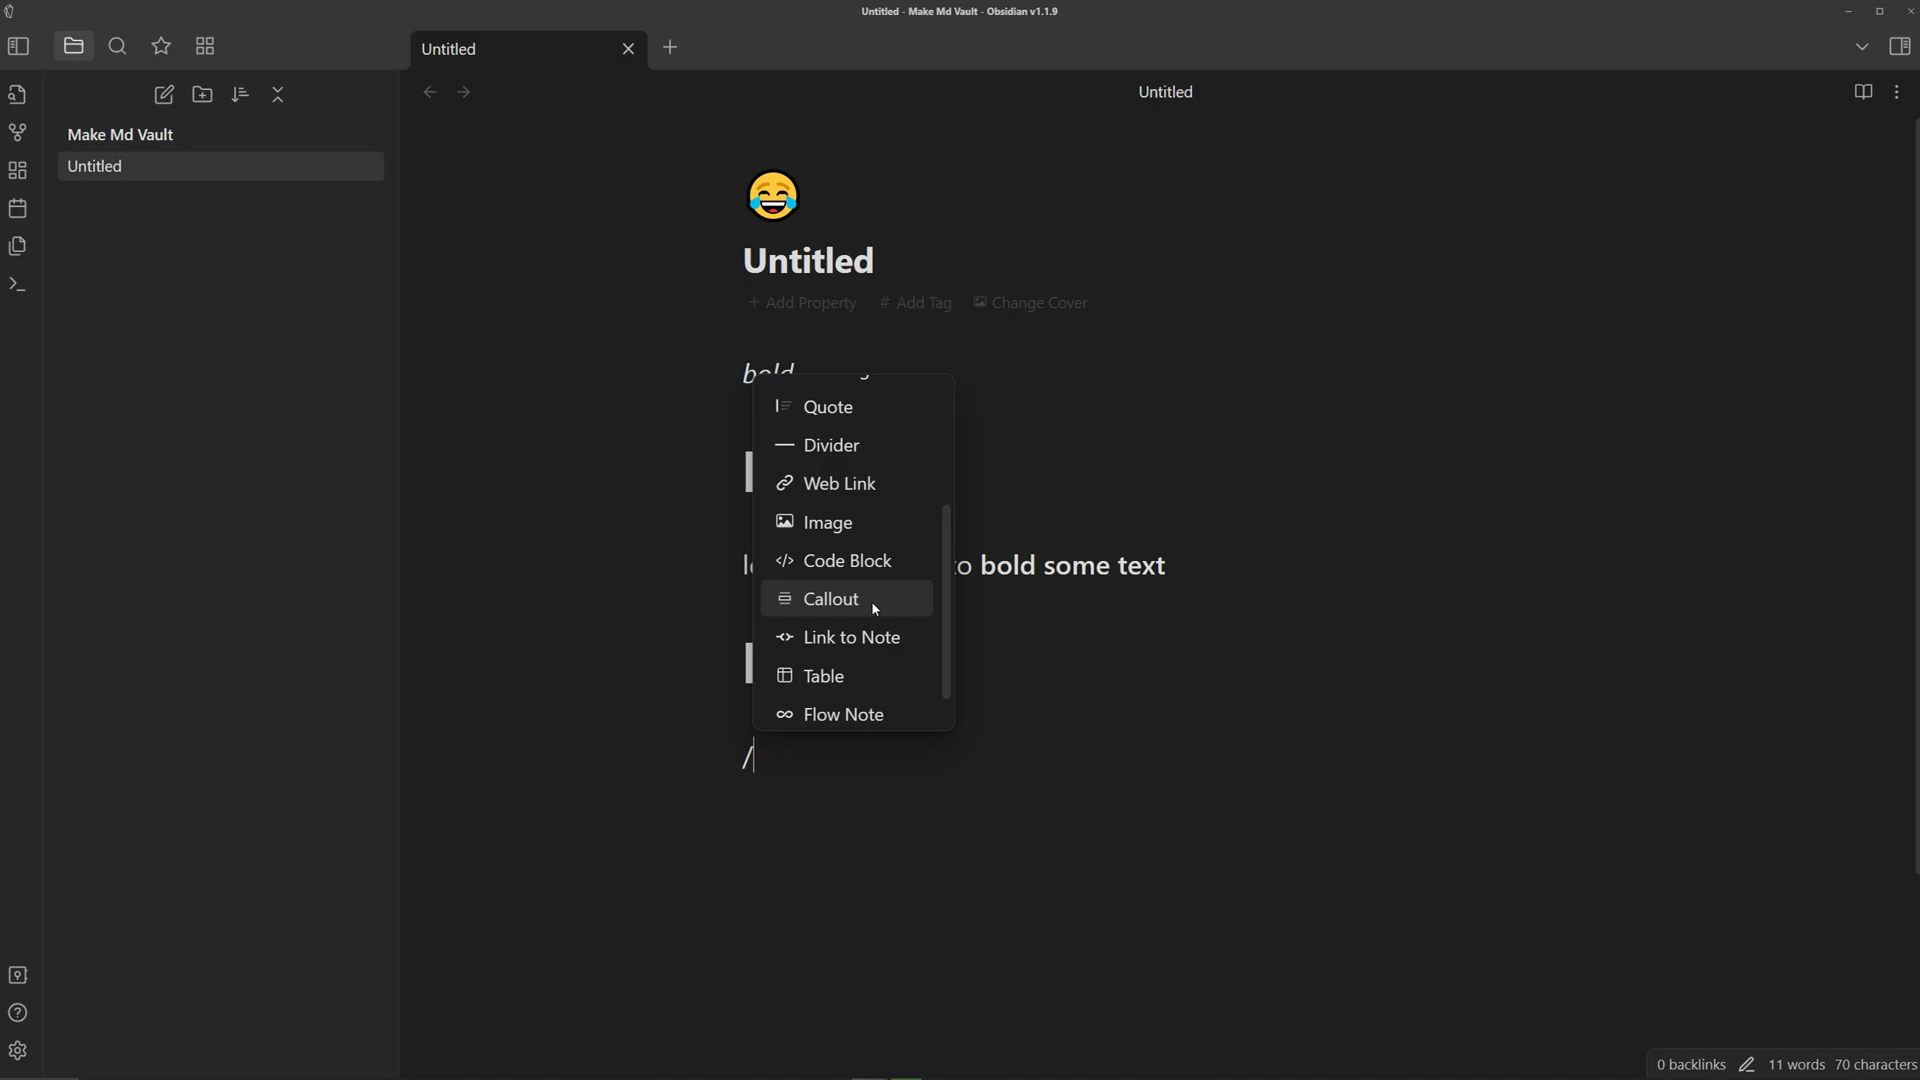 Untitled - Make Md Vault - Obsidian v1.1.9
Untitled
Untitled
Make Md Vault
Untitled
Untitled
+ Add Property # Add Tag Change Cover
bold
Quote
Divider
Web Link
Image
Code Block
to bold some text
Callout
Link to Note
Table
Flow Note
/
0 backlinks 11 words 70 characters